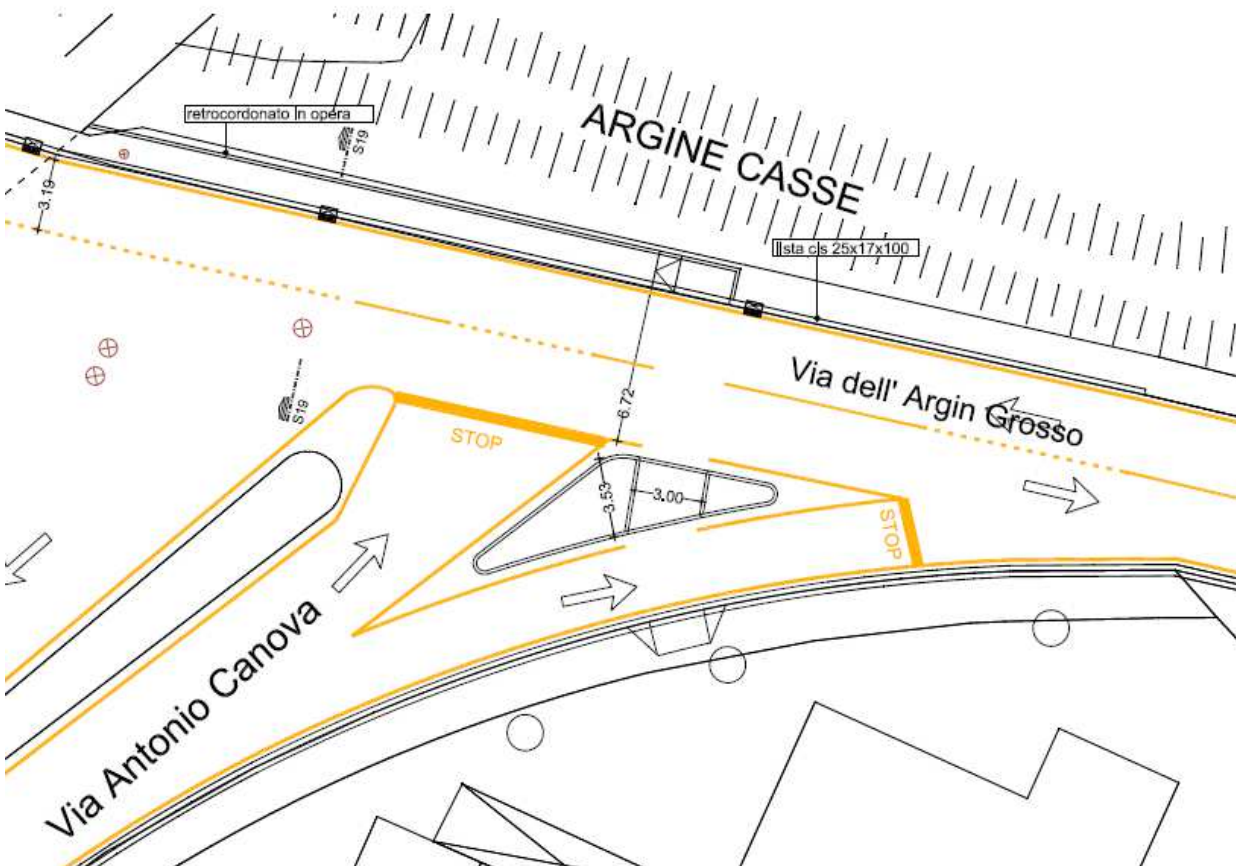 retrocordonato in opera
S19
ARGINE CASSE
3.19
lista cls 25x17x100
Via dell' Argin Grosso
6.72
S19
STOP
3.53
3.00
STOP
Via Antonio Canova